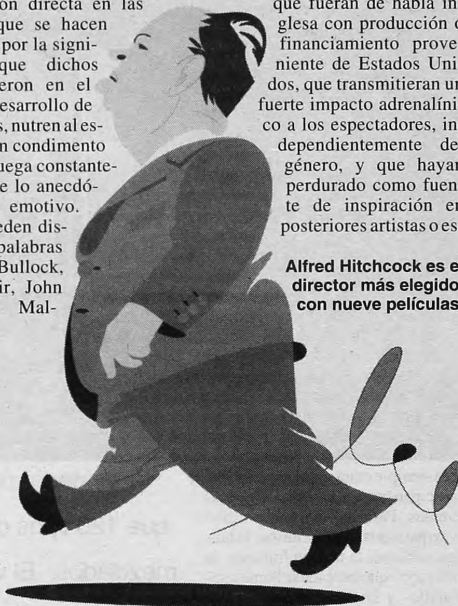 ón directa en las
que se hacen
por la signi-
que dichos
eron en el
esarrollo de
s, nutren al es-
n condimento
uega constante-
e lo anecdó-
emotivo.
eden dis-
palabras
Bullock,
ir, John
Mal-
que fueran de habla in-
glesa con producción o
financiamiento prove-
niente de Estados Uni-
dos, que transmitieran un
fuerte impacto adrenalíni-
co a los espectadores, in-
dependientemente de
género, y que hayan
perdurado como fuen-
te de inspiración en
posteriores artistas o es-
Alfred Hitchcock es e
director más elegido
con nueve películas